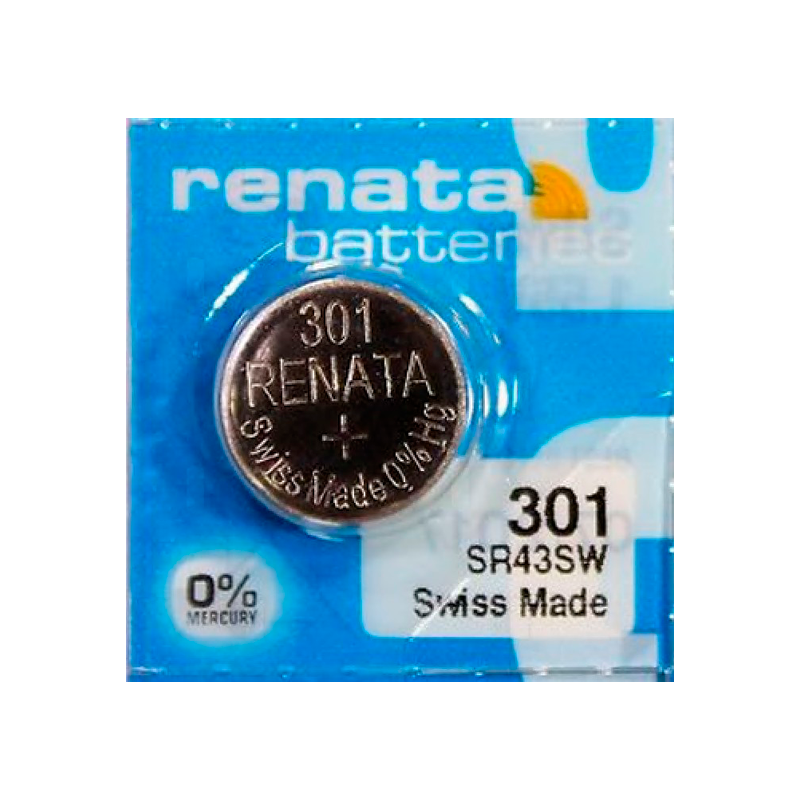 renata
batteries
301
RENATA
+
Swiss Made 0% Hg
301
SR43SW
Swiss Made
0%
MERCURY